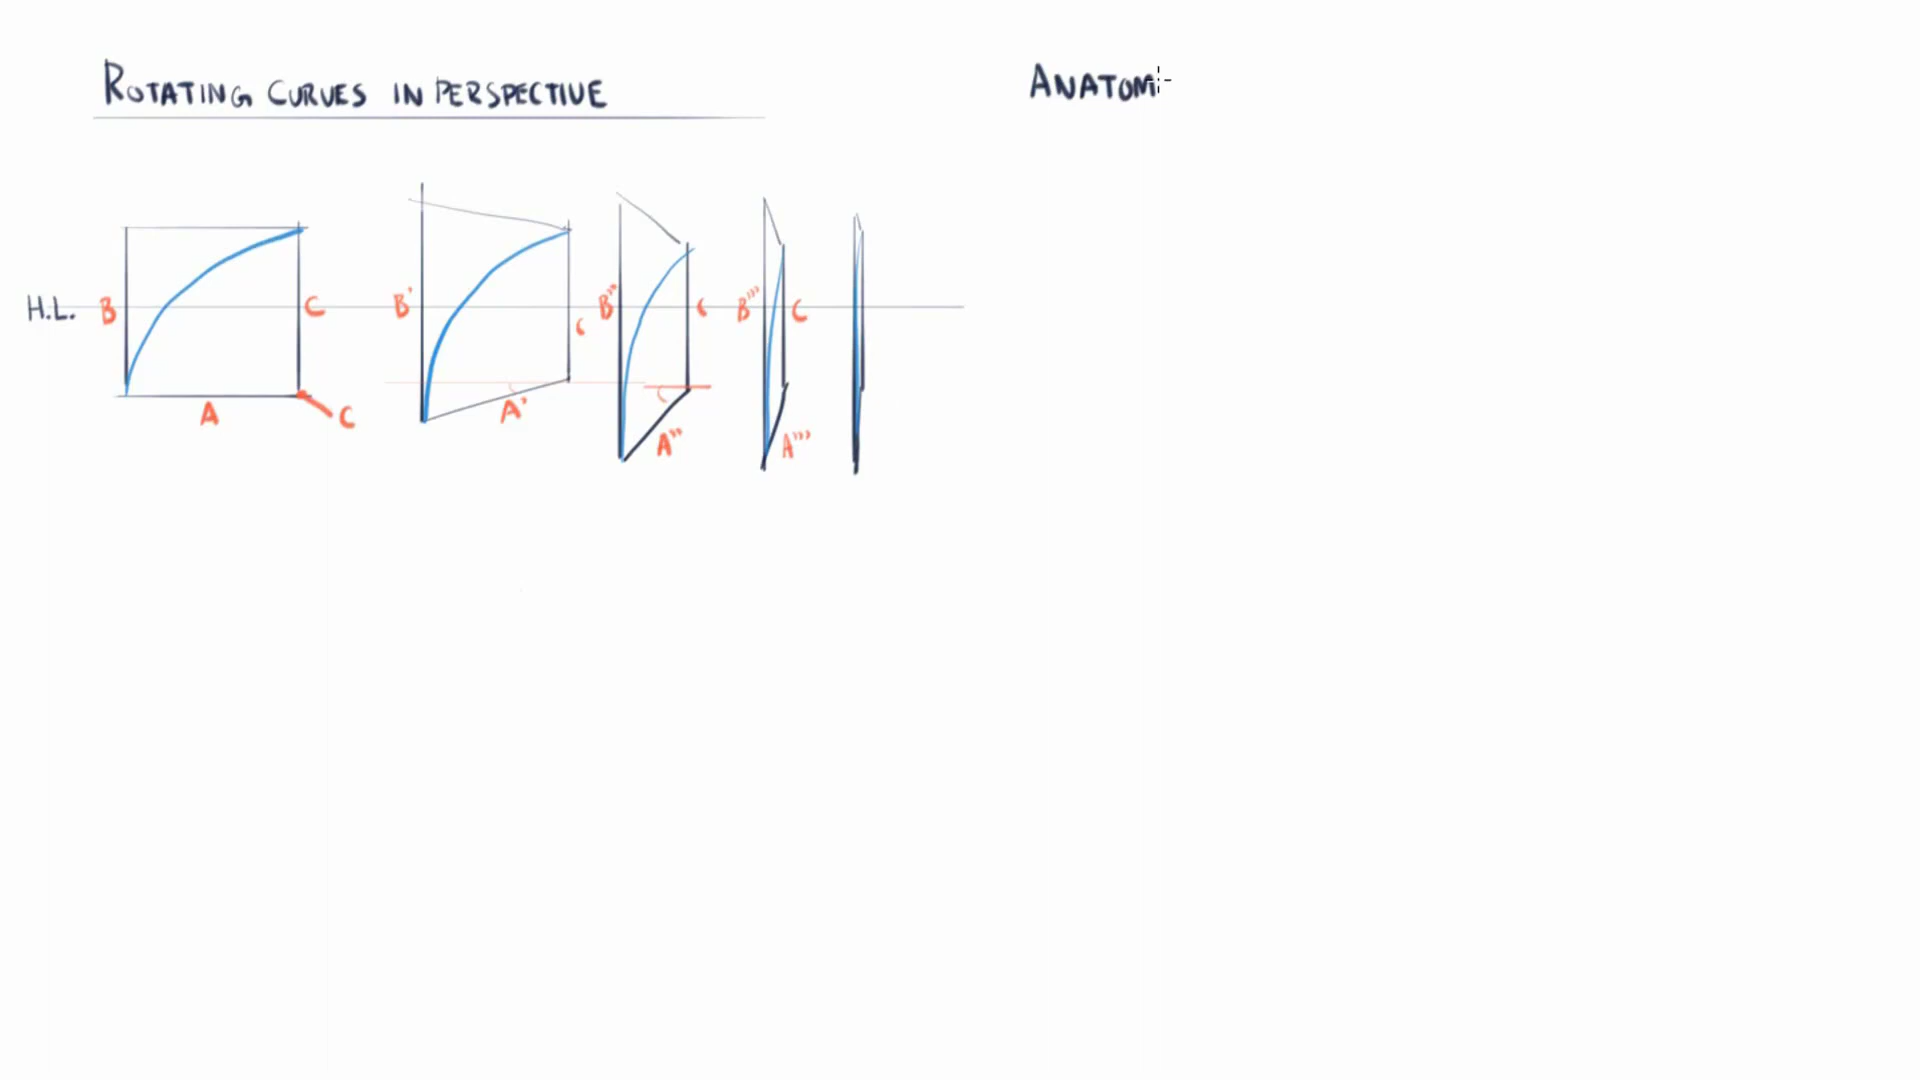 ROTATING CURVES IN PERSPECTIVE
ANATOM
H.L. B C B' C B''' C B''' C
A C A' A'' A'''